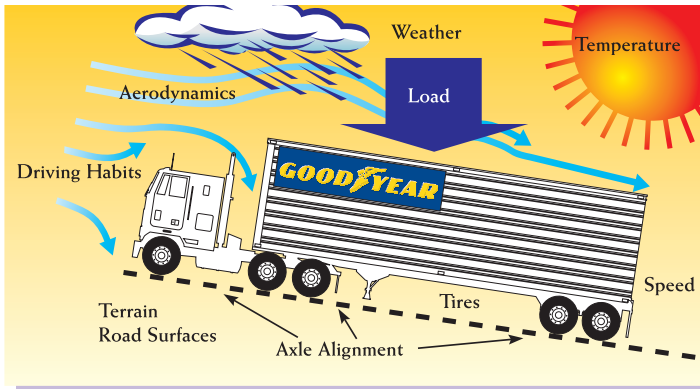 Weather
Temperature
Aerodynamics
Load
Driving Habits
GOODYEAR
Speed
Tires
Terrain
Road Surfaces
Axle Alignment